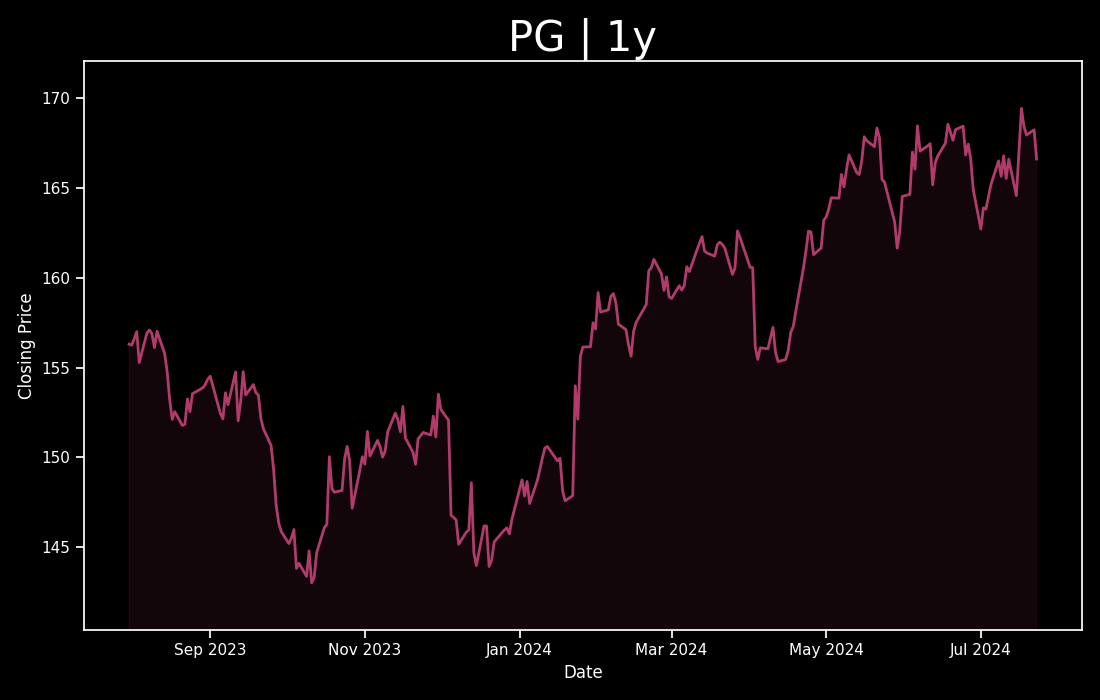 PG | 1y
Closing Price
170
165
160
155
150
145
Sep 2023
Nov 2023
Jan 2024
Mar 2024
May 2024
Jul 2024
Date